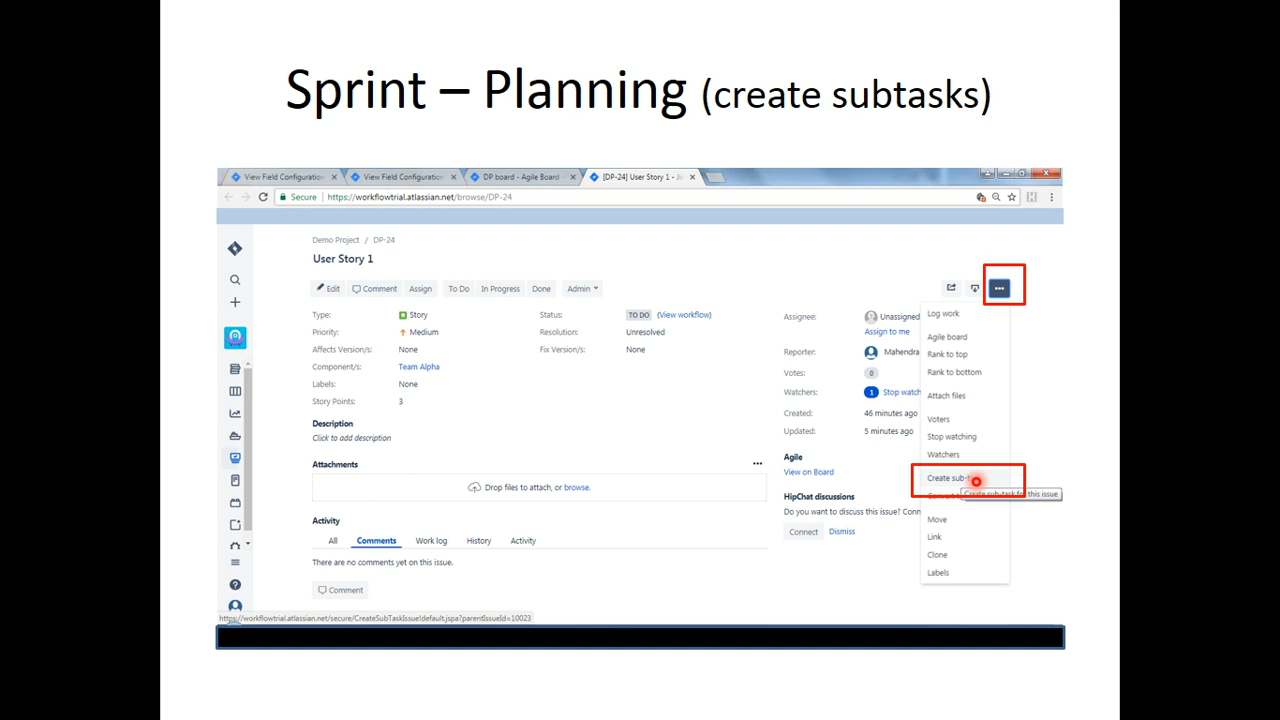 Sprint – Planning (create subtasks)
View Field Configuration
View Field Configuration
DP board - Agile Board
[DP-24] User Story 1 - Ji
Secure
https://workflowtrial.atlassian.net/browse/DP-24
Demo Project / DP-24
User Story 1
Edit
Comment
Assign
To Do
In Progress
Done
Admin
Type: Story
Priority: Medium
Affects Version/s: None
Component/s: Team Alpha
Labels: None
Story Points: 3
Status: TO DO (View workflow)
Resolution: Unresolved
Fix Version/s: None
Description
Click to add description
Attachments
Drop files to attach, or browse.
Activity
All
Comments
Work log
History
Activity
There are no comments yet on this issue.
Comment
Assignee: Unassigned
Assign to me
Reporter: Mahendra
Votes: 0
Watchers: 1 Stop watch
Created: 46 minutes ago
Updated: 5 minutes ago
Agile
View on Board
HipChat discussions
Do you want to discuss this issue? Conn
Connect
Dismiss
Log work
Agile board
Rank to top
Rank to bottom
Attach files
Voters
Stop watching
Watchers
Create sub-t
Create sub-task for this issue
Move
Link
Clone
Labels
https://workflowtrial.atlassian.net/secure/CreateSubTaskIssue!default.jspa?parentIssueId=10023